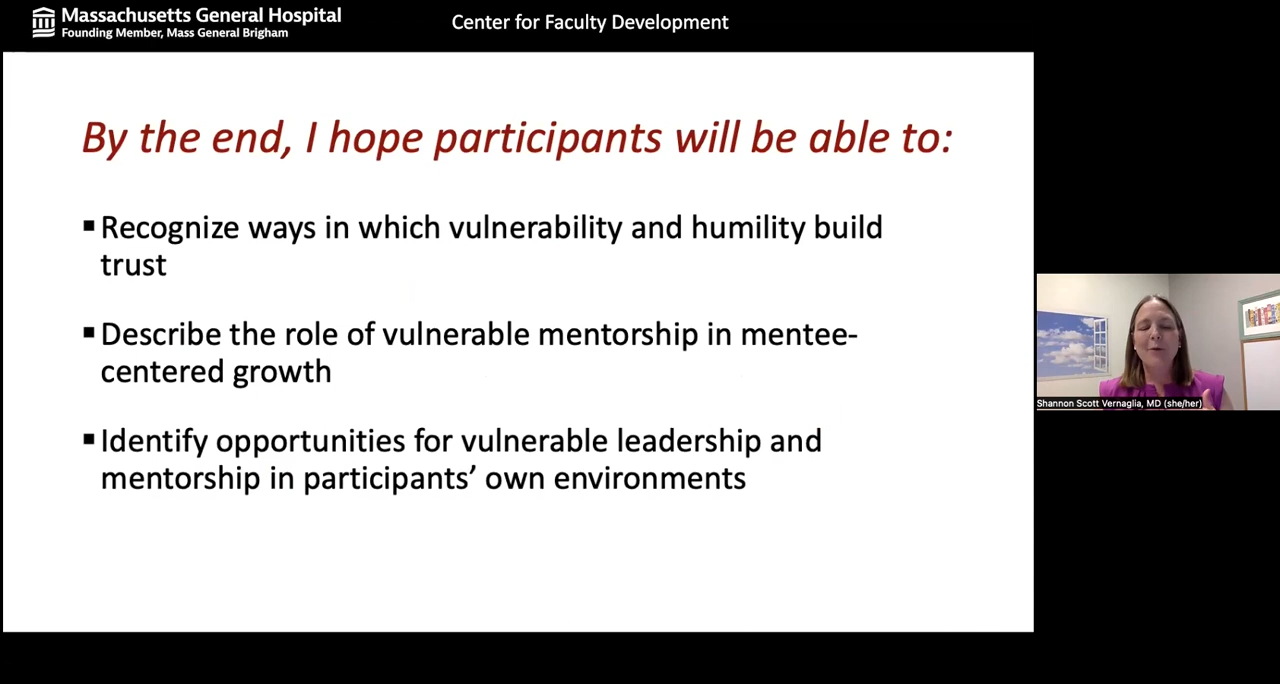 Massachusetts General Hospital
Founding Member, Mass General Brigham
Center for Faculty Development
By the end, I hope participants will be able to:
▪Recognize ways in which vulnerability and humility build
trust
▪Describe the role of vulnerable mentorship in mentee-
centered growth
▪Identify opportunities for vulnerable leadership and
mentorship in participants’ own environments
Shannon Scott Vernaglia, MD (she/her)